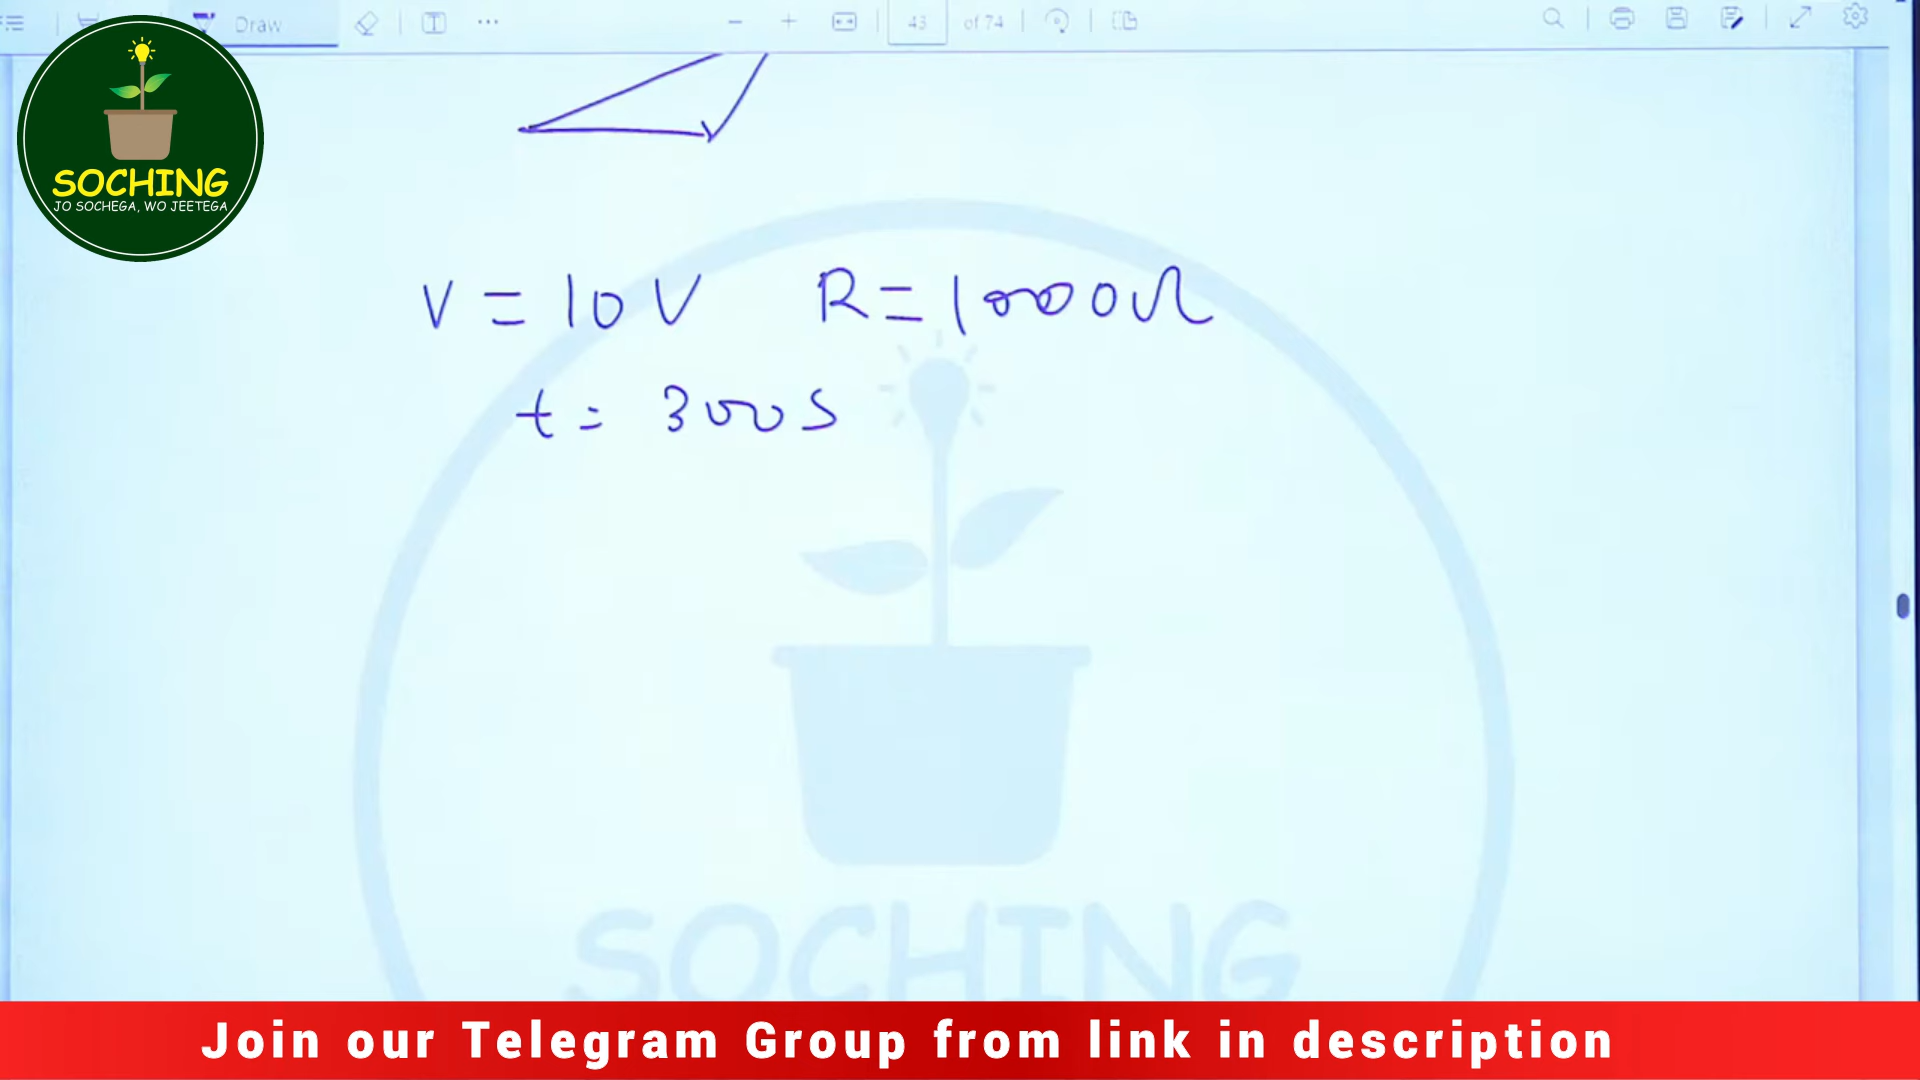 Draw
43 of 74
SOCHING
JO SOCHEGA, WO JEETEGA
V = 10 V R = 1000Ω
t = 300 S
SOCHING
Join our Telegram Group from link in description